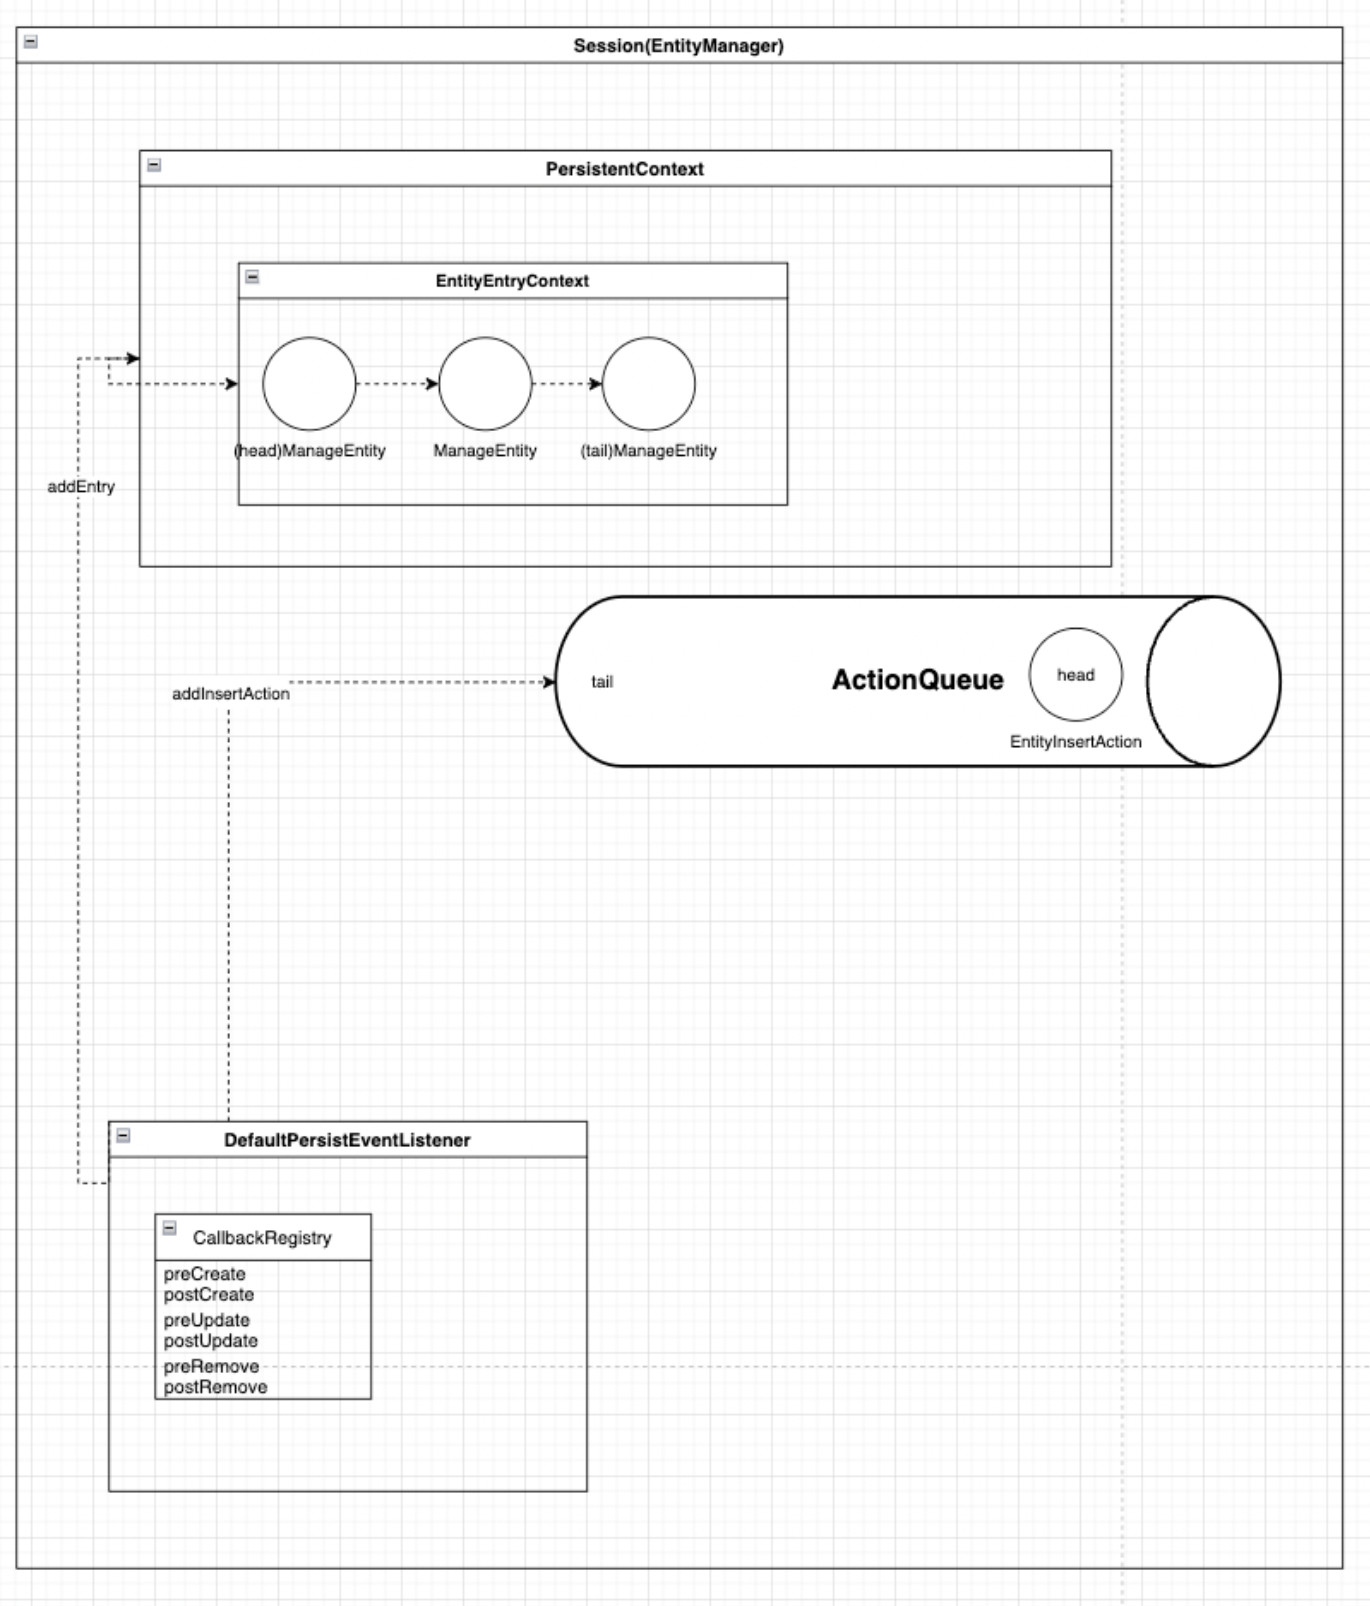 Session(EntityManager)
PersistentContext
EntityEntryContext
(head)ManageEntity
ManageEntity
(tail)ManageEntity
addEntry
addInsertAction
tail
ActionQueue
head
EntityInsertAction
DefaultPersistEventListener
CallbackRegistry
preCreate
postCreate
preUpdate
postUpdate
preRemove
postRemove